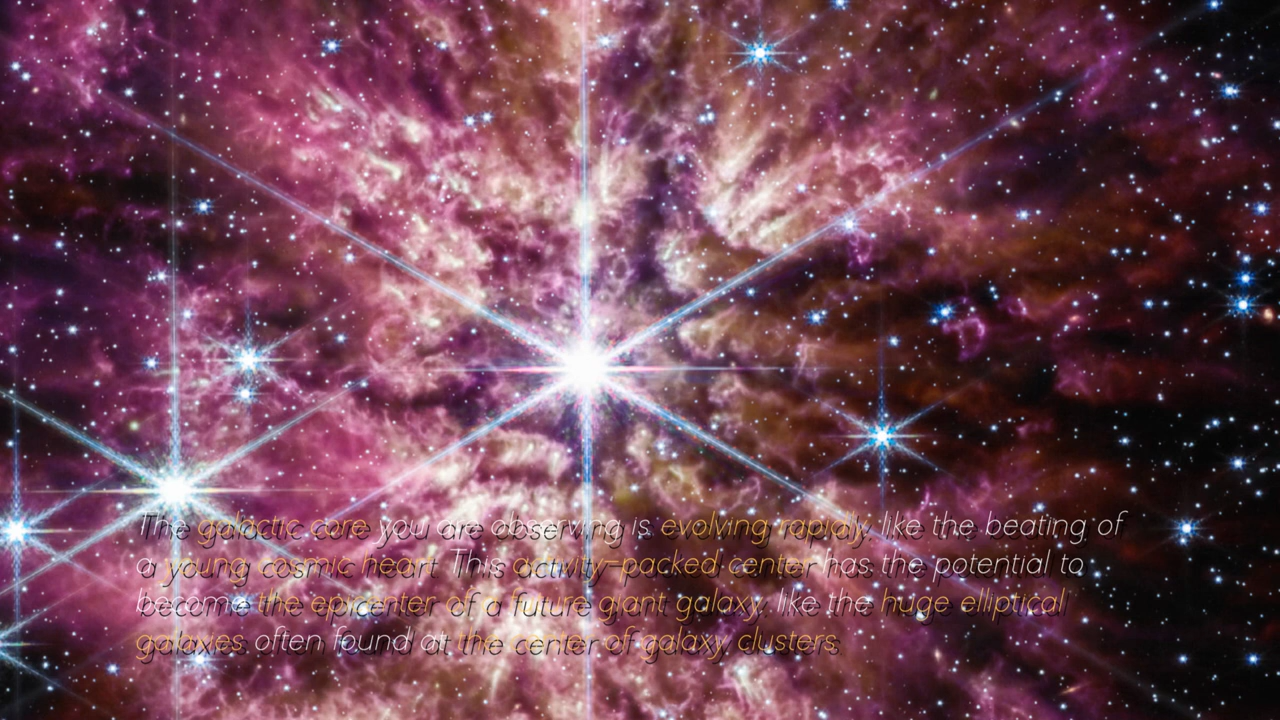 The galactic core you are observing is evolving rapidly, like the beating of
a young cosmic heart. This activity-packed center has the potential to
become the epicenter of a future giant galaxy, like the huge elliptical
galaxies often found at the center of galaxy clusters.